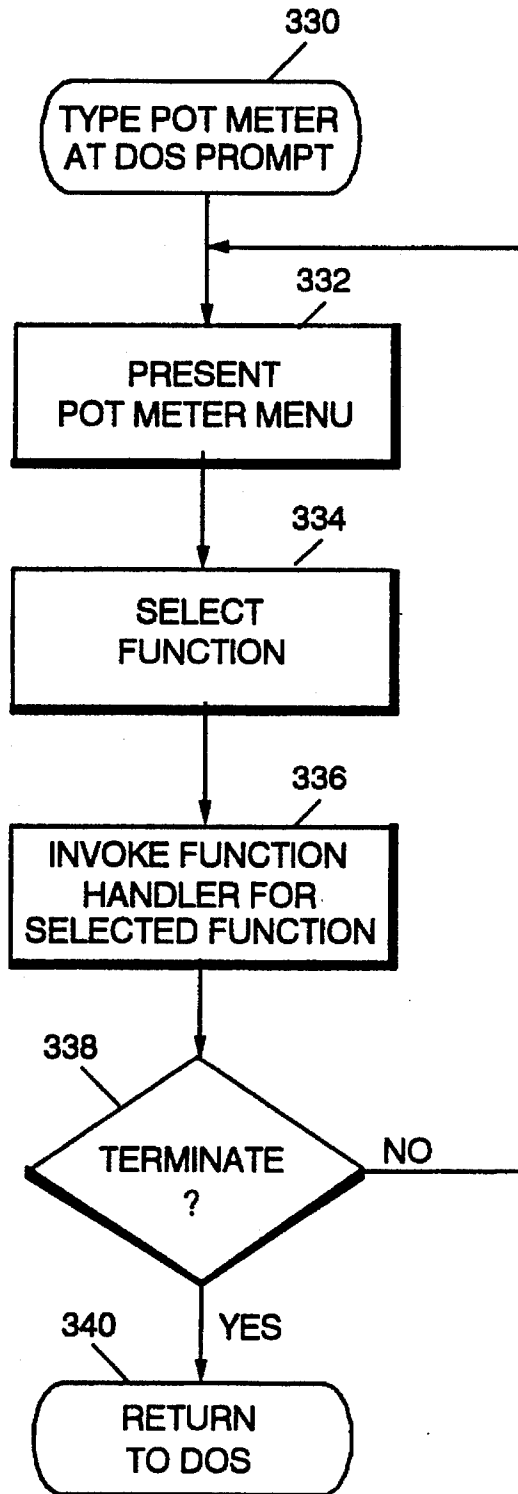 330
TYPE POT METER
AT DOS PROMPT
332
PRESENT
POT METER MENU
334
SELECT
FUNCTION
336
INVOKE FUNCTION
HANDLER FOR
SELECTED FUNCTION
338
TERMINATE
?
NO
YES
340
RETURN
TO DOS